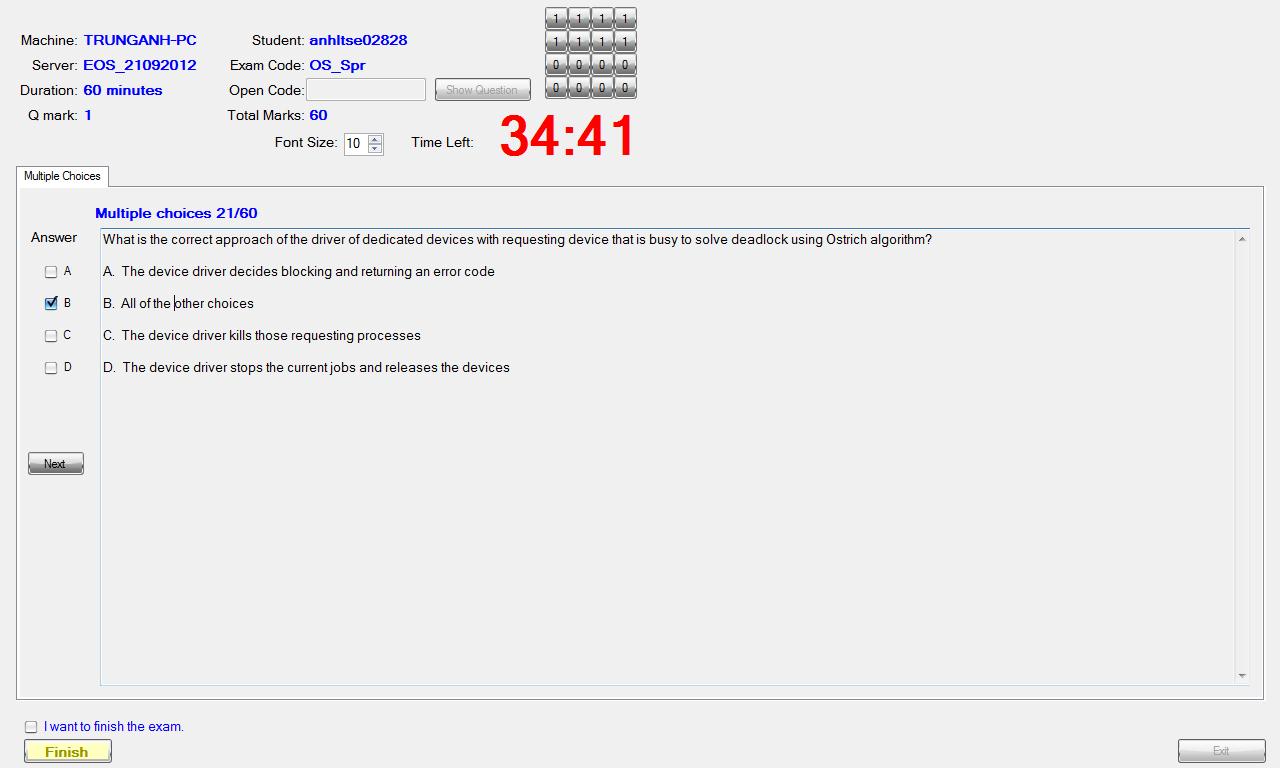 1 1 1 1
Machine: TRUNGANH-PC Student: anhltse02828 1 1 1 1
Server: EOS_21092012 Exam Code: OS_Spr 0 0 0 0
Duration: 60 minutes Open Code: Show Question 0 0 0 0
Q mark: 1 Total Marks: 60
Font Size: 10 Time Left: 34:41
Multiple Choices
Multiple choices 21/60
Answer
What is the correct approach of the driver of dedicated devices with requesting device that is busy to solve deadlock using Ostrich algorithm?
A A. The device driver decides blocking and returning an error code
B B. All of the other choices
C C. The device driver kills those requesting processes
D D. The device driver stops the current jobs and releases the devices
Next
I want to finish the exam.
Finish Exit